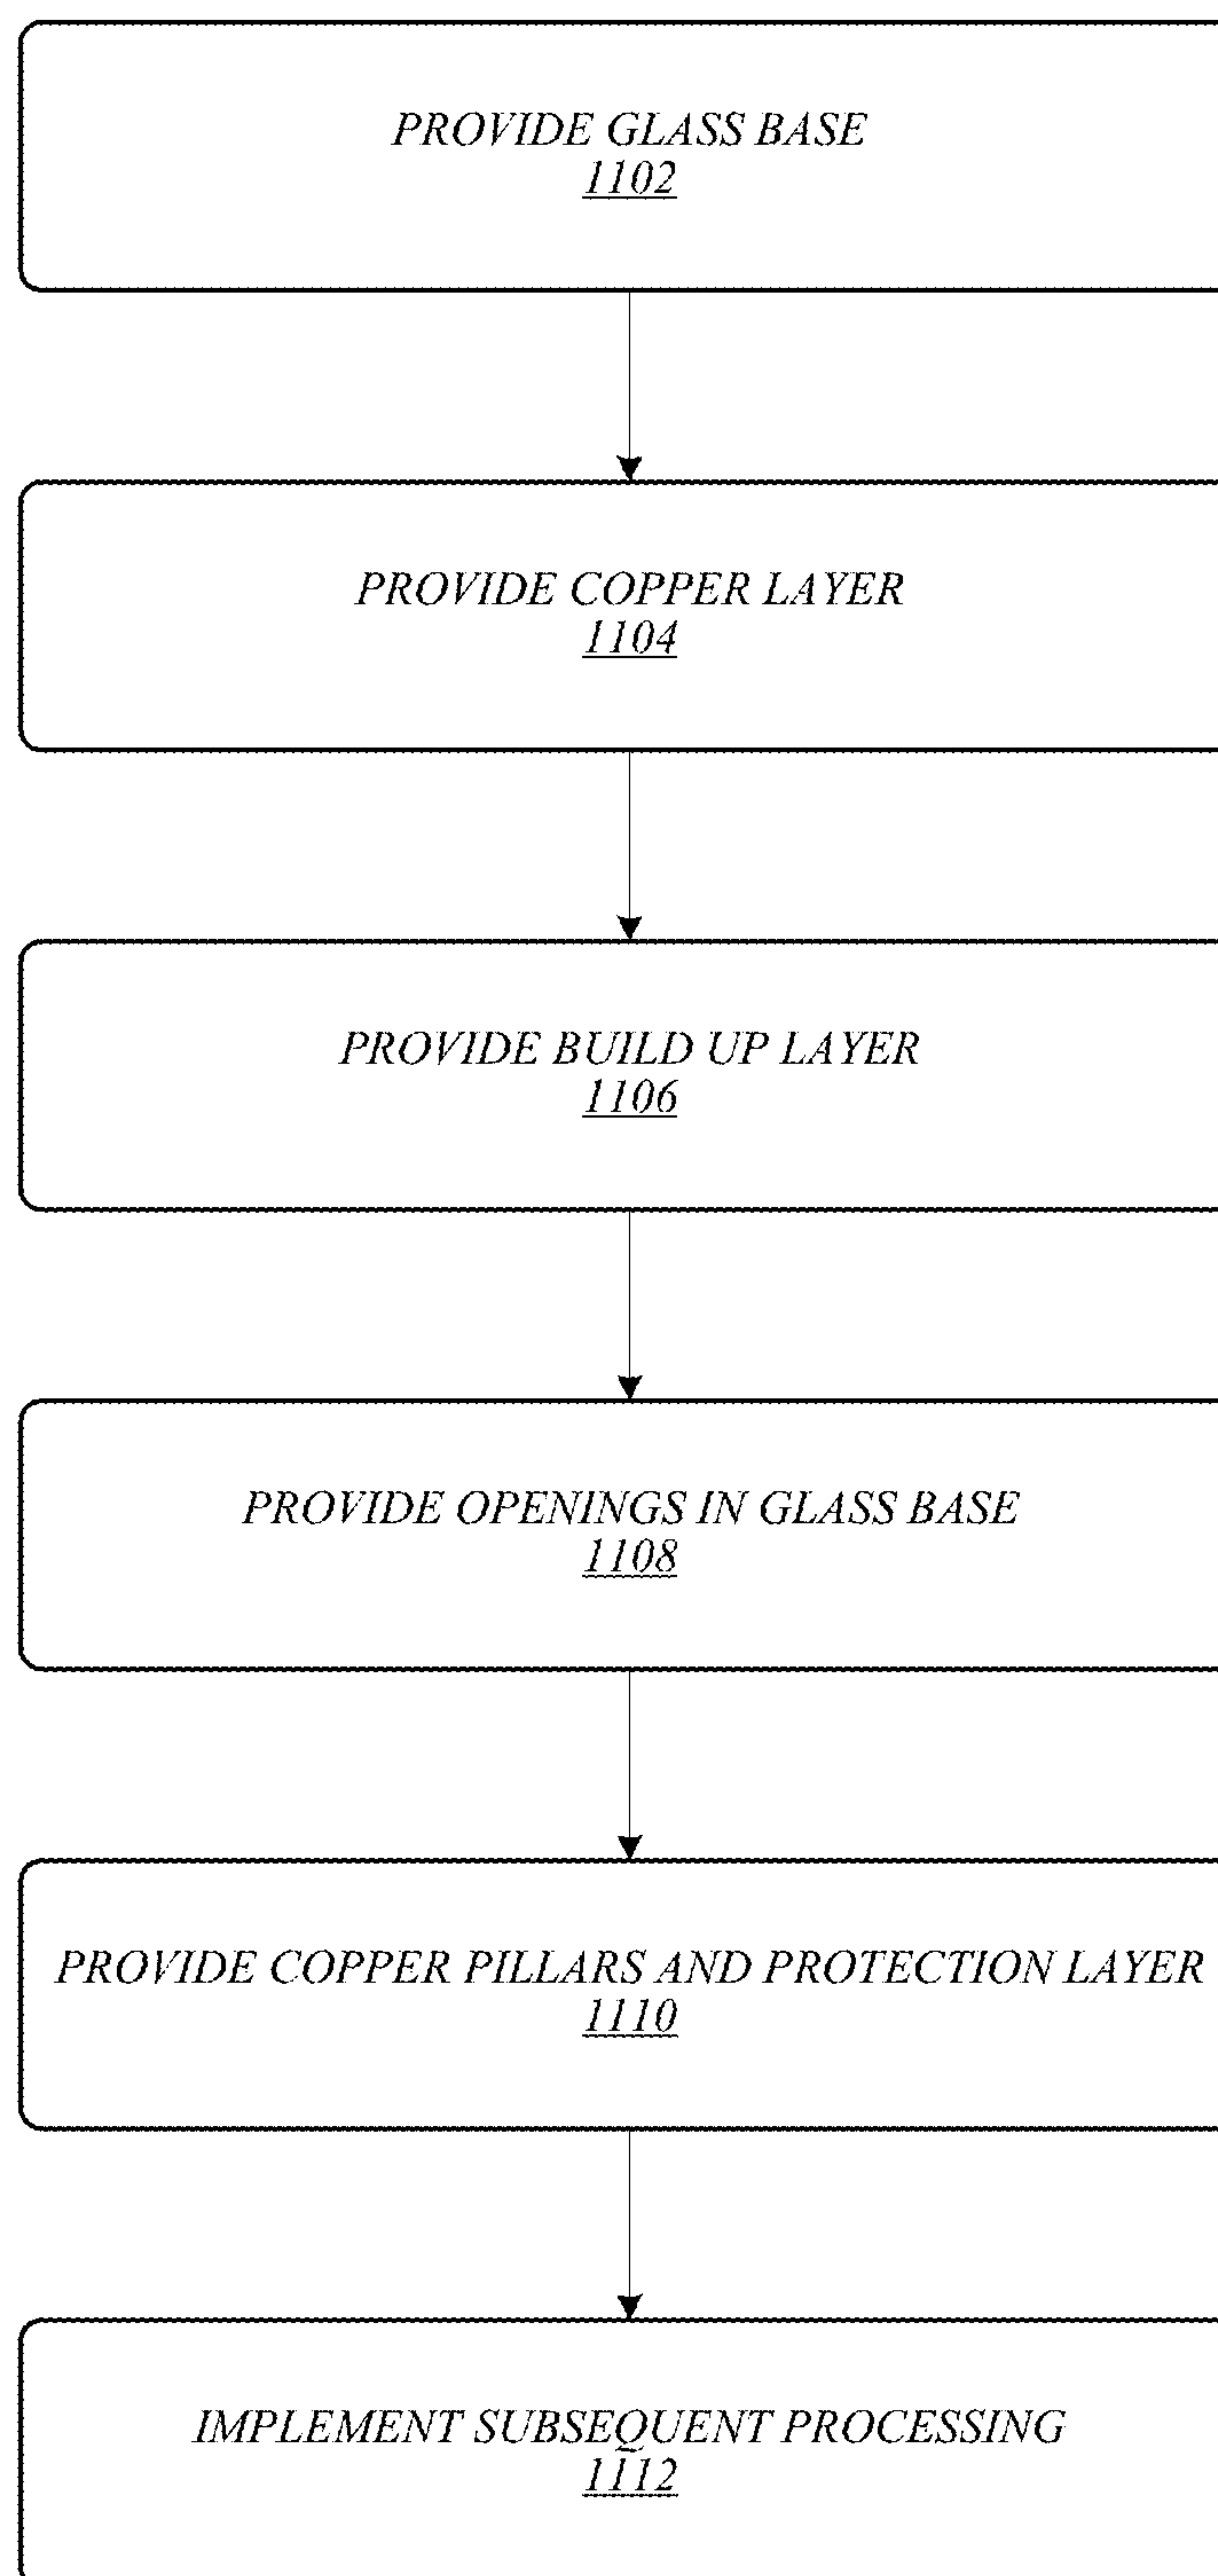 PROVIDE GLASS BASE
1102
PROVIDE COPPER LAYER
1104
PROVIDE BUILD UP LAYER
1106
PROVIDE OPENINGS IN GLASS BASE
1108
PROVIDE COPPER PILLARS AND PROTECTION LAYER
1110
IMPLEMENT SUBSEQUENT PROCESSING
1112